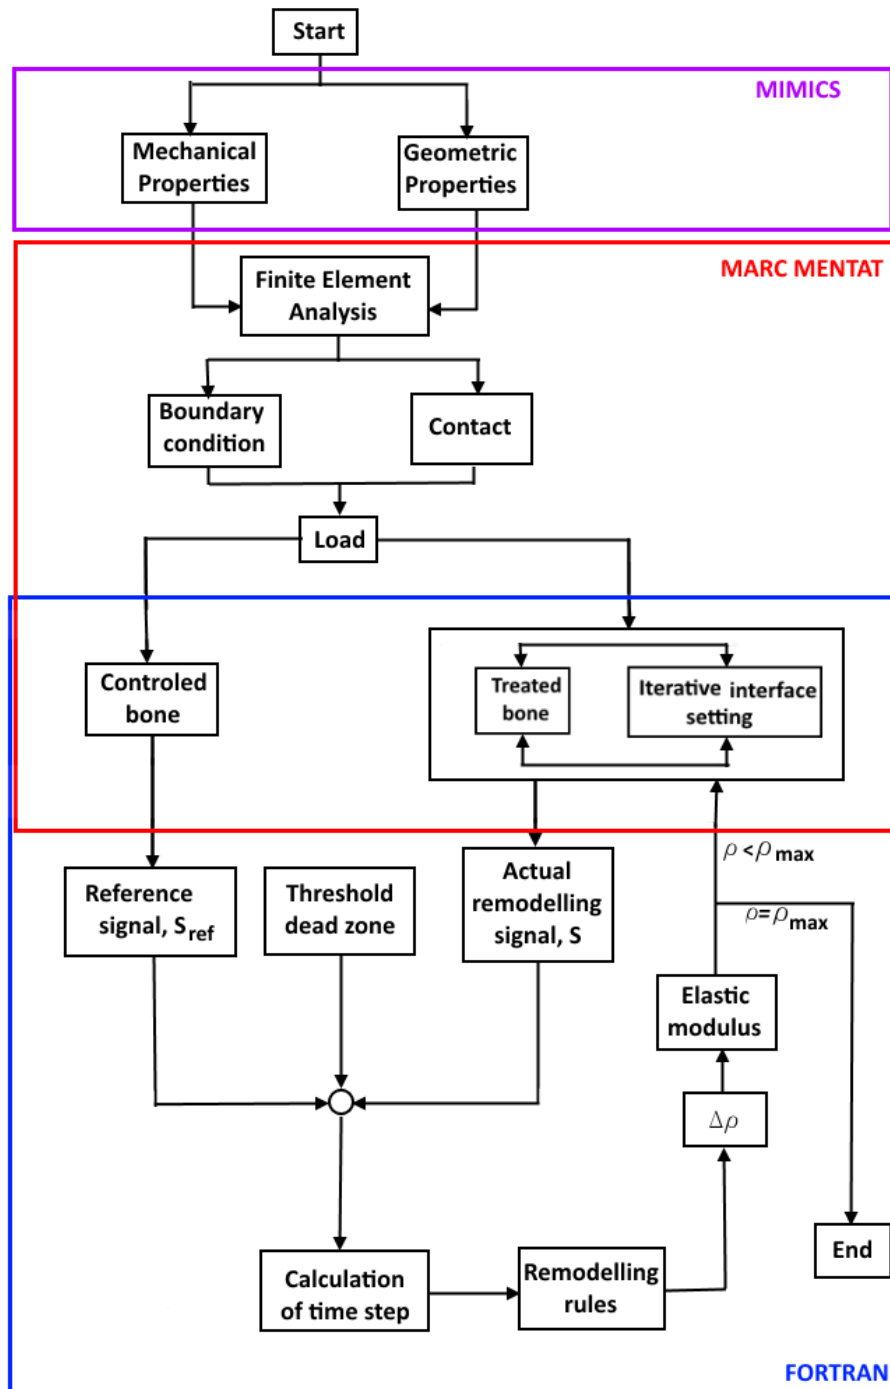 Start
MIMICS
Mechanical
Properties
Geometric
Properties
MARC MENTAT
Finite Element
Analysis
Boundary
condition
Contact
Load
Controled
bone
Treated
bone
Iterative interface
setting
ρ < ρmax
ρ=ρmax
Reference
signal, Sref
Threshold
dead zone
Actual
remodelling
signal, S
Elastic
modulus
Δρ
Calculation
of time step
Remodelling
rules
End
FORTRAN